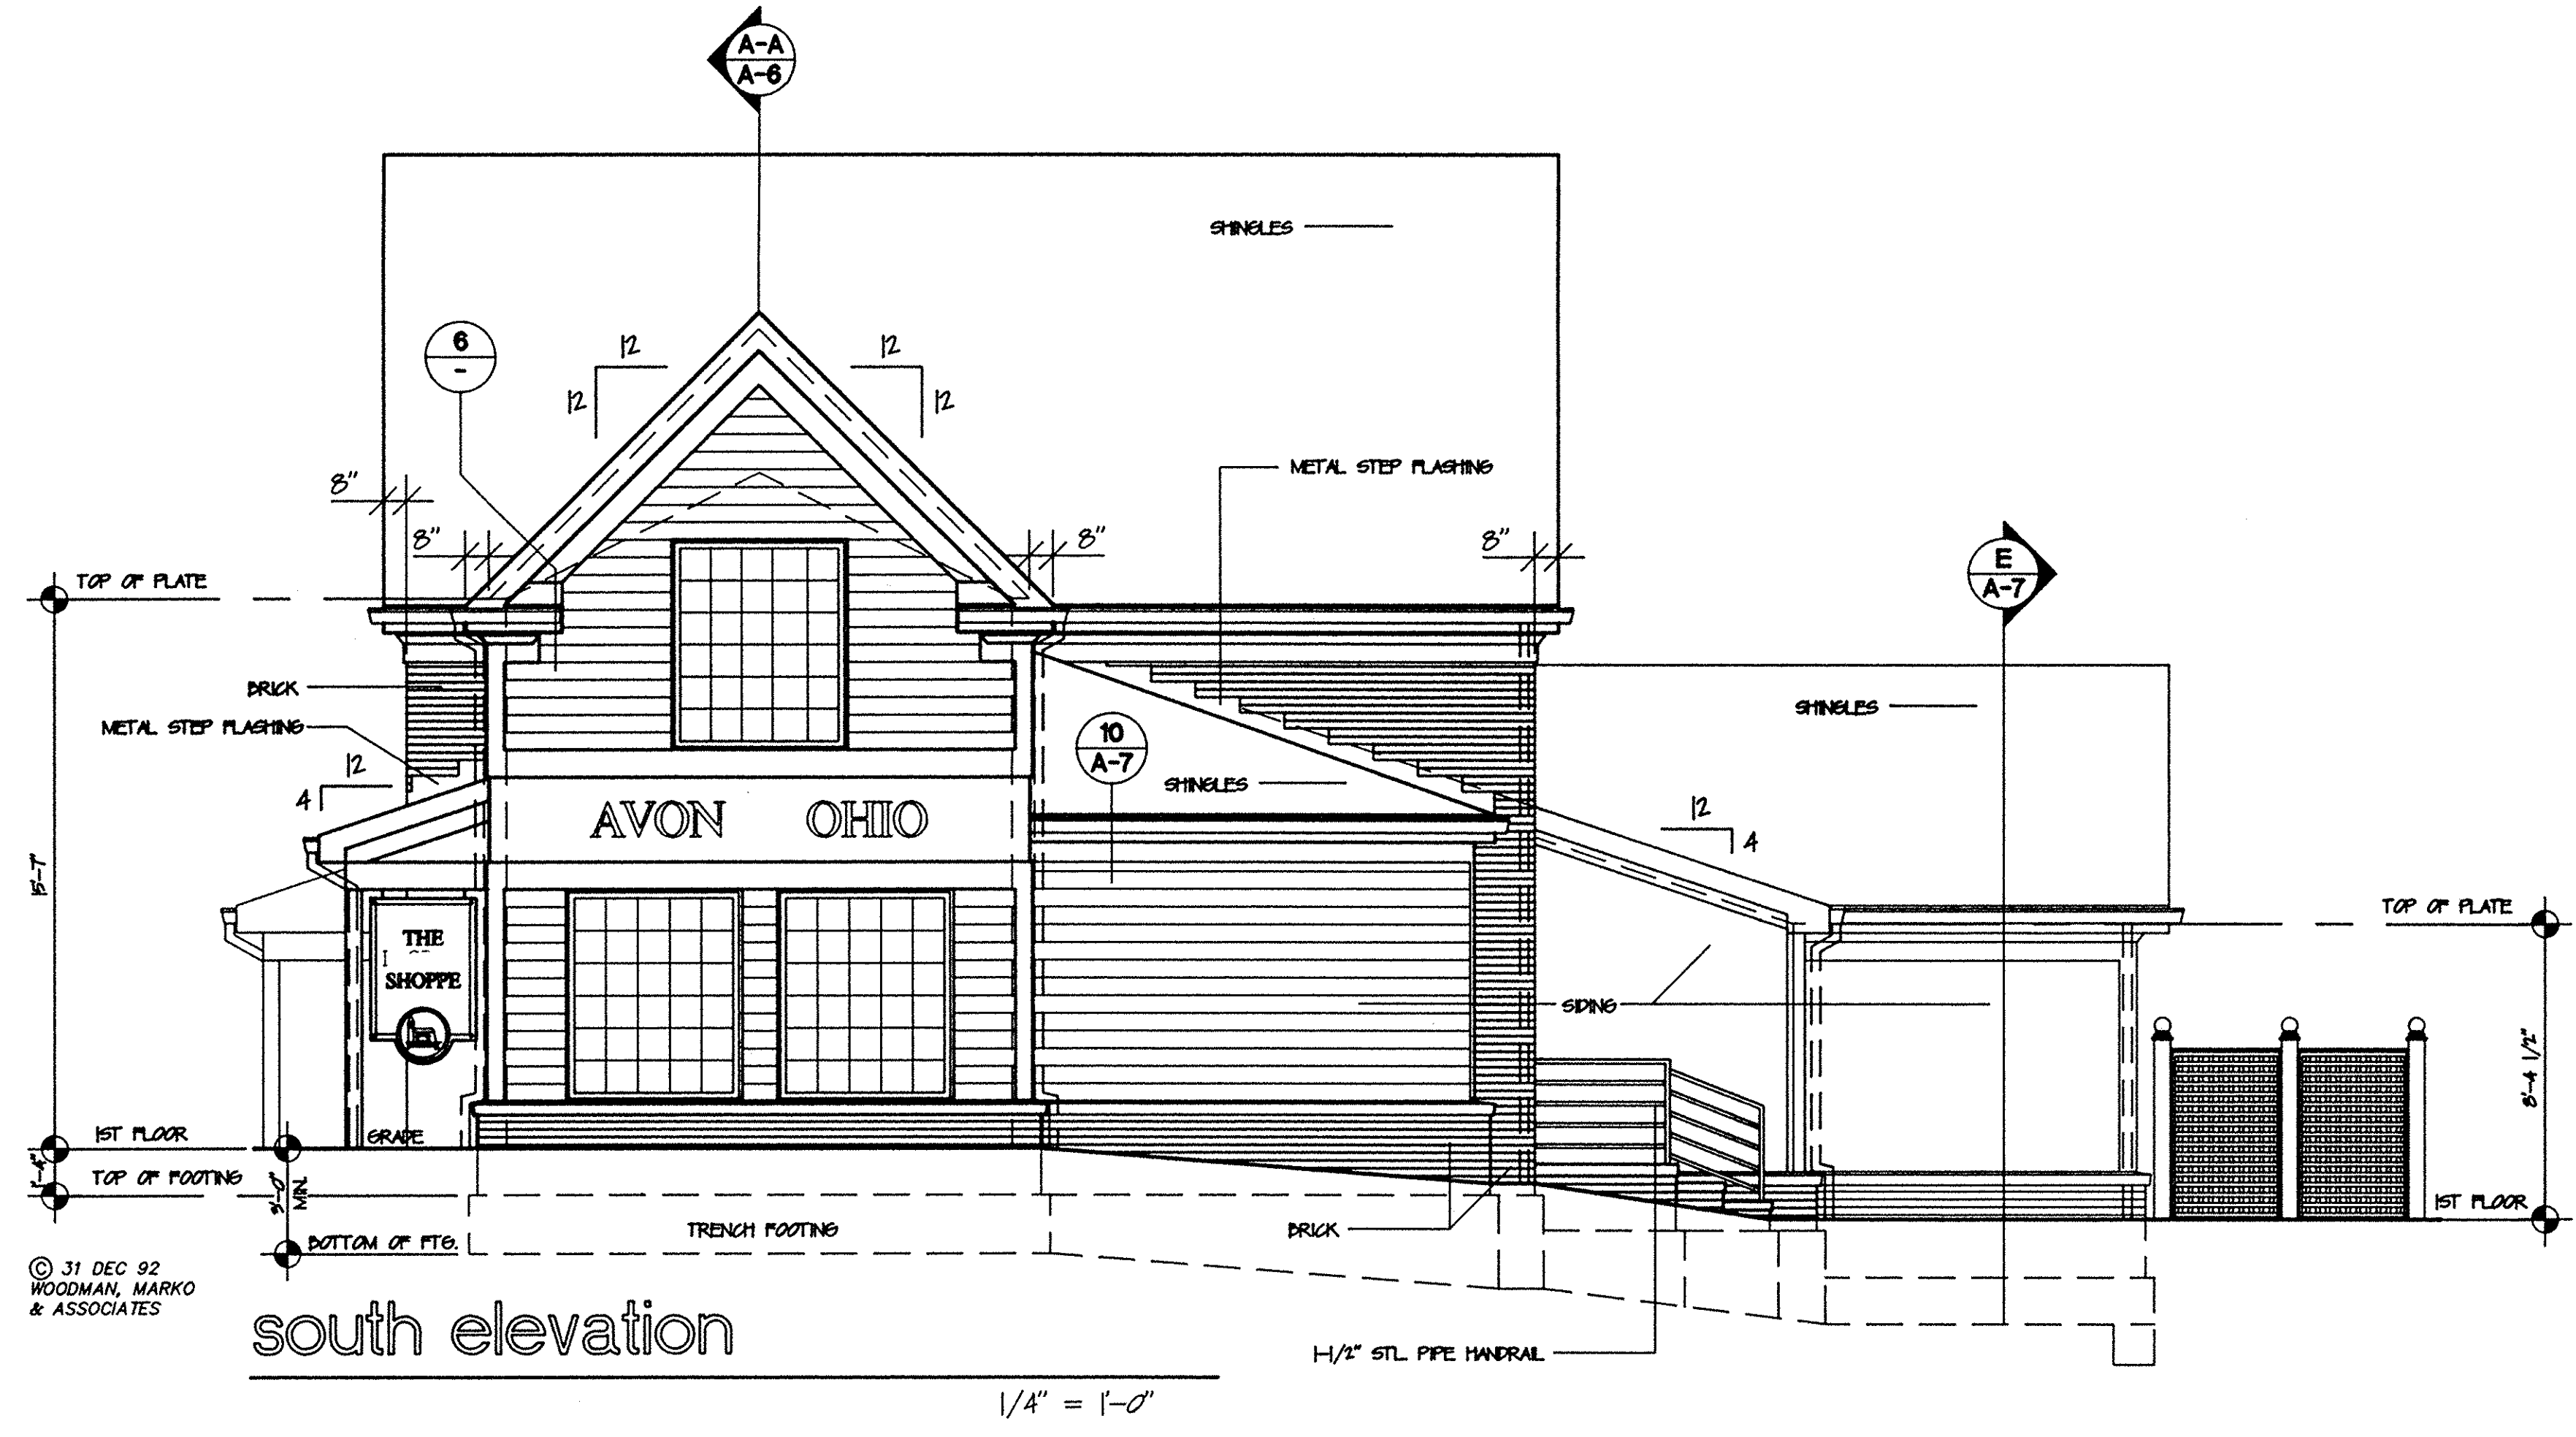 A-A
A-6
SHINGLES
6
-
12
12
12
12
METAL STEP FLASHING
8"
8"
8"
8"
TOP OF PLATE
E
A-7
BRICK
METAL STEP FLASHING
SHINGLES
10
A-7
12
4
SHINGLES
12
4
AVON OHIO
15'-7"
TOP OF PLATE
THE
SHOPPE
SIDING
8'-4 1/2"
1ST FLOOR
GRADE
1'-4"
TOP OF FOOTING
3'-0"
MIN.
1ST FLOOR
TRENCH FOOTING
BRICK
BOTTOM OF FTG.
© 31 DEC 92
WOODMAN, MARKO
& ASSOCIATES
south elevation
1-1/2" STL. PIPE HANDRAIL
1/4" = 1'-0"